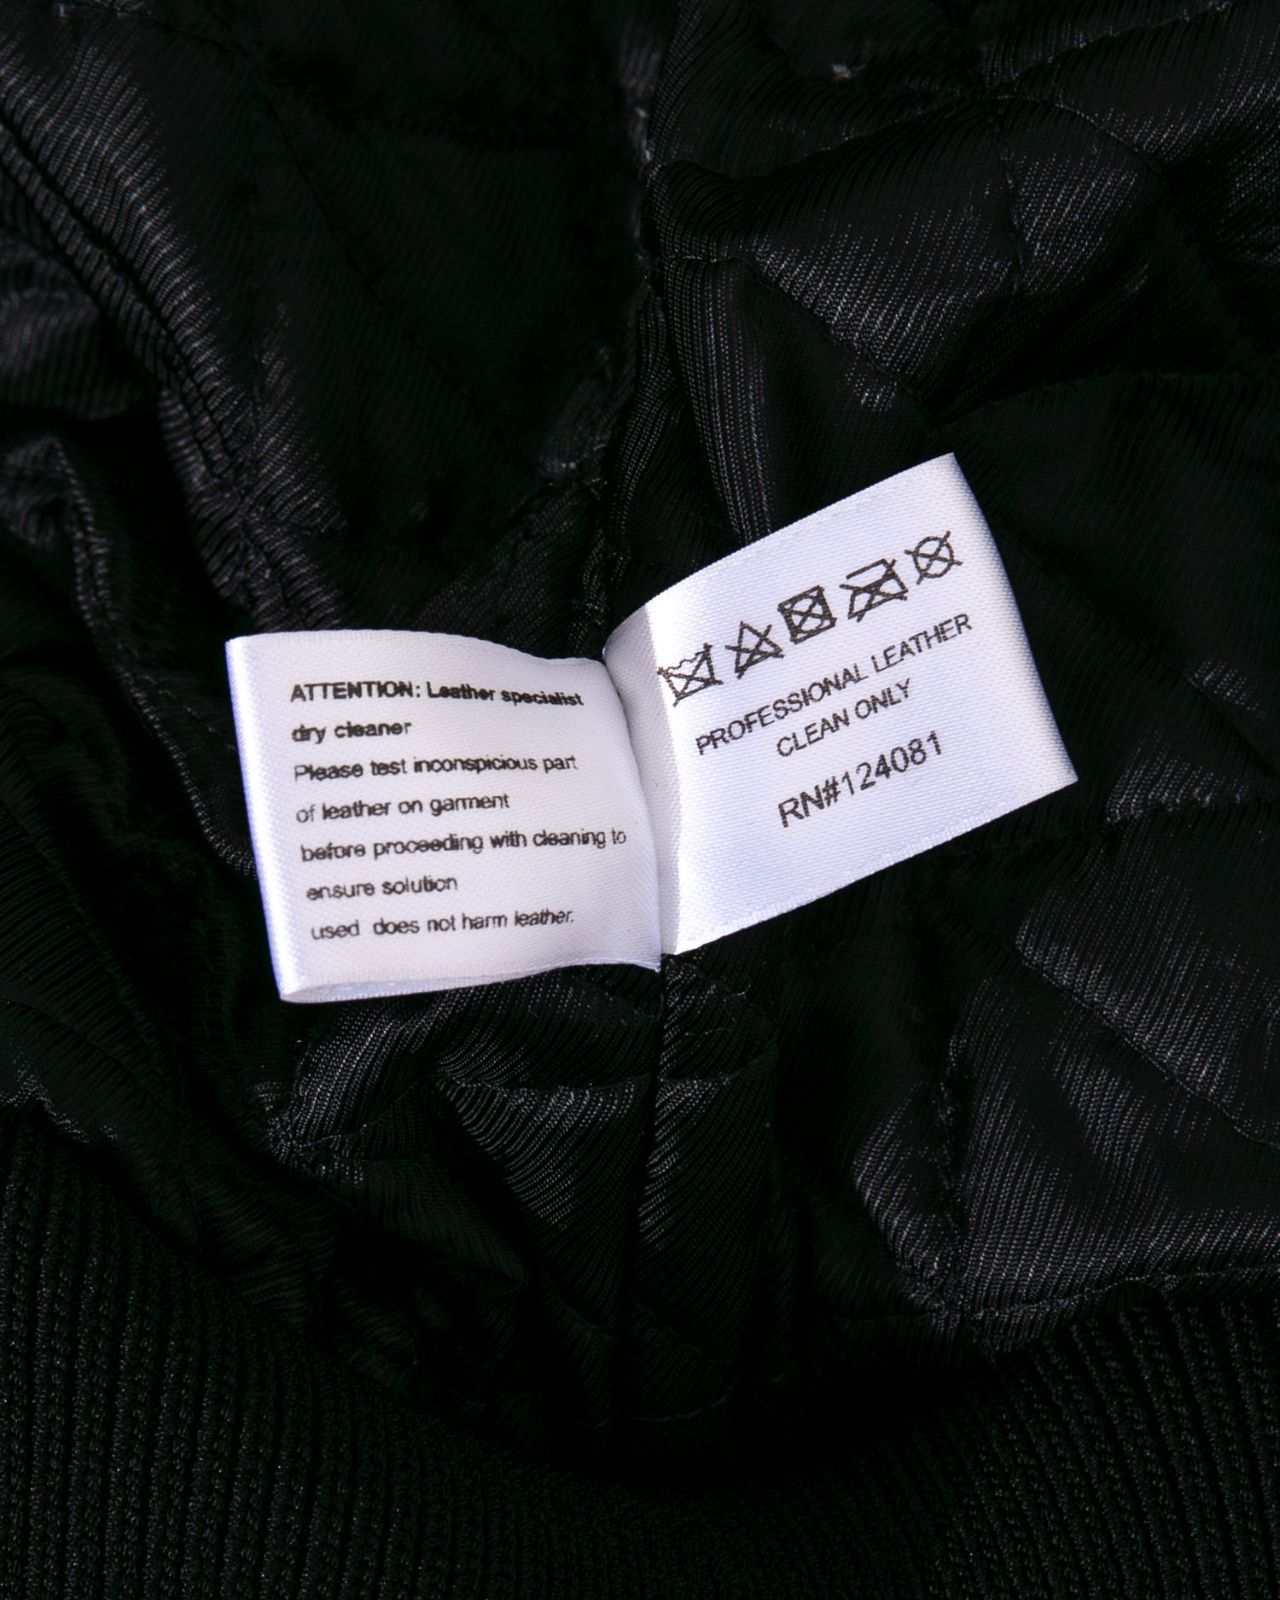 ATTENTION: Leather specialist
dry cleaner
Please test inconspicious part
of leather on garment
before proceeding with cleaning to
ensure solution
used does not harm leather.
PROFESSIONAL LEATHER
CLEAN ONLY
RN#124081